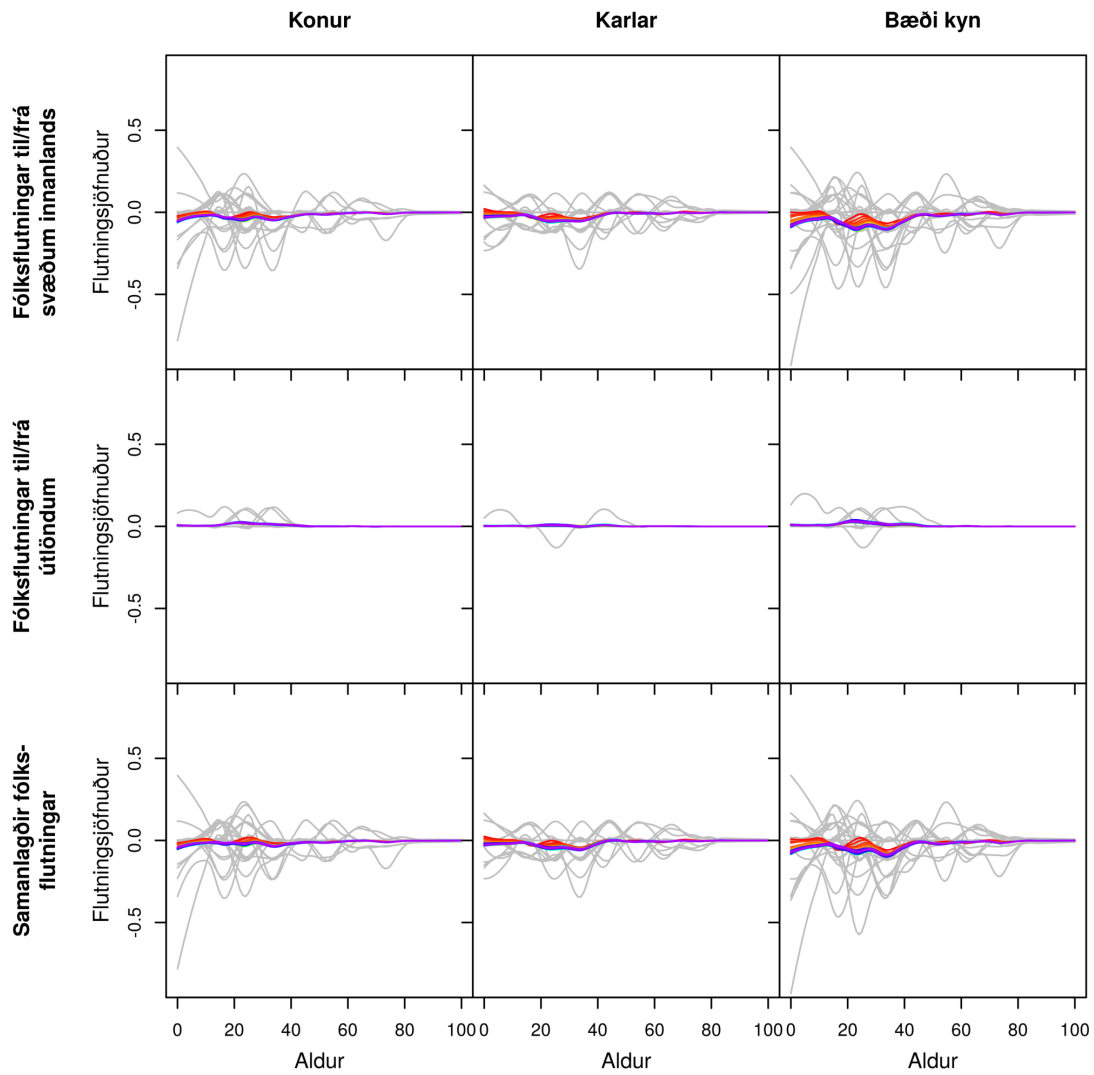 Konur Karlar Bæði kyn
Fólksflutningar til/frá
svæðum innanlands
Flutningsjöfnuður
0.5
0.0
-0.5
Fólksflutningar til/frá
útlöndum
Flutningsjöfnuður
0.5
0.0
-0.5
Samanlagðir fólks-
flutningar
Flutningsjöfnuður
0.5
0.0
-0.5
0 20 40 60 80 100 0 20 40 60 80 100 0 20 40 60 80 100
Aldur Aldur Aldur